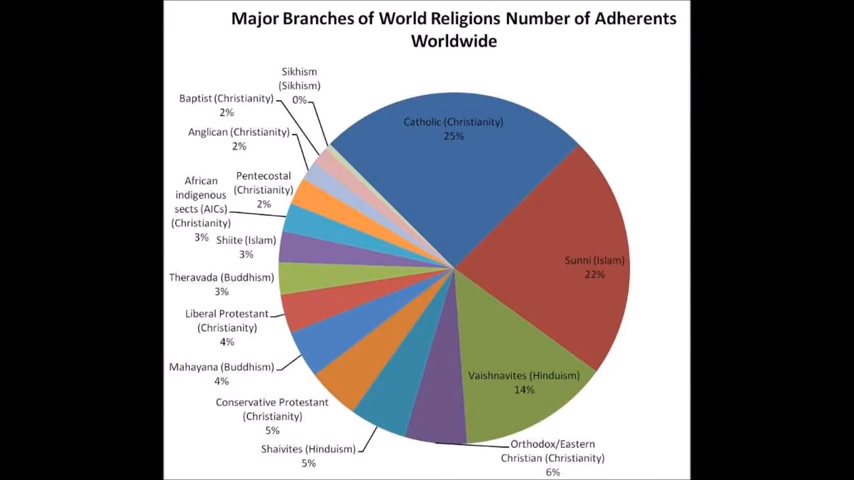 Major Branches of World Religions Number of Adherents
Worldwide
Sikhism
(Sikhism)
0%
Baptist (Christianity)
2%
Anglican (Christianity)
2%
Pentecostal
(Christianity)
2%
African
indigenous
sects (AICs)
(Christianity)
3%
Shiite (Islam)
3%
Theravada (Buddhism)
3%
Liberal Protestant
(Christianity)
4%
Mahayana (Buddhism)
4%
Conservative Protestant
(Christianity)
5%
Shaivites (Hinduism)
5%
Orthodox/Eastern
Christian (Christianity)
6%
Vaishnavites (Hinduism)
14%
Sunni (Islam)
22%
Catholic (Christianity)
25%